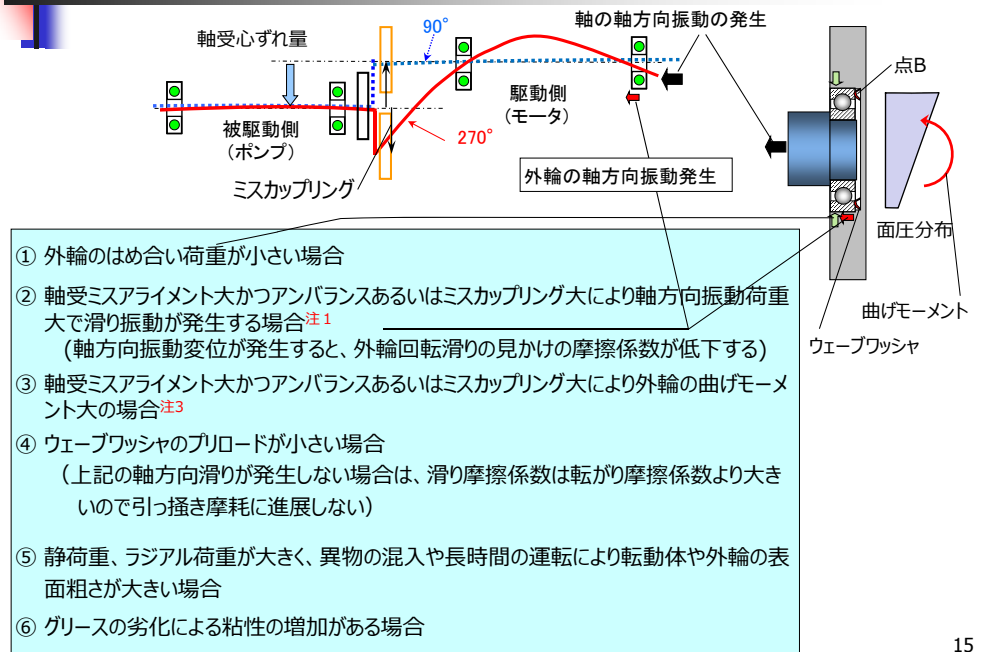 軸の軸方向振動の発生
90°
軸受心ずれ量
点B
駆動側
(モータ)
被駆動側
(ポンプ)
270°
ミスカップリング
外輪の軸方向振動発生
面圧分布
曲げモーメント
ウェーブワッシャ
① 外輪のはめ合い荷重が小さい場合
② 軸受ミスアライメント大かつアンバランスあるいはミスカップリング大により軸方向振動荷重
大で滑り振動が発生する場合注1
(軸方向振動変位が発生すると、外輪回転滑りの見かけの摩擦係数が低下する)
③ 軸受ミスアライメント大かつアンバランスあるいはミスカップリング大により外輪の曲げモーメ
ント大の場合注3
④ ウェーブワッシャのプリロードが小さい場合
(上記の軸方向滑りが発生しない場合は、滑り摩擦係数は転がり摩擦係数より大き
いので引っ掻き摩耗に進展しない)
⑤ 静荷重、ラジアル荷重が大きく、異物の混入や長時間の運転により転動体や外輪の表
面粗さが大きい場合
⑥ グリースの劣化による粘性の増加がある場合
15